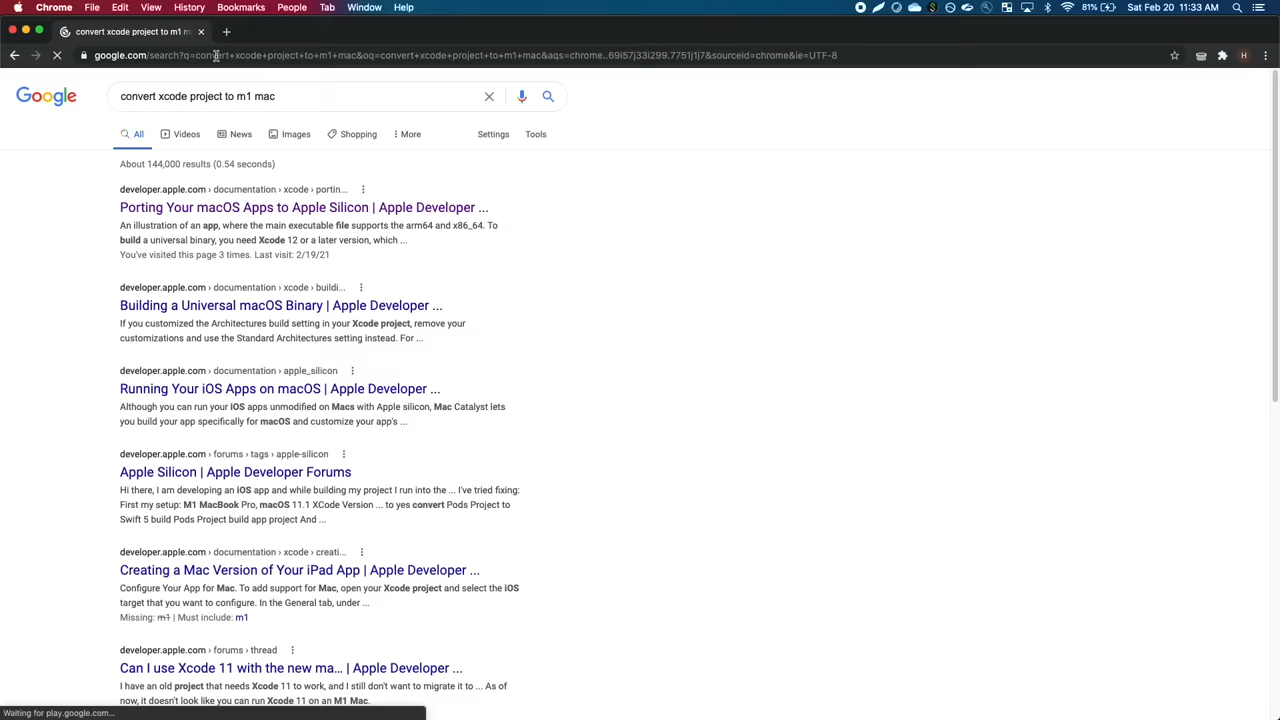 Chrome File Edit View History Bookmarks People Tab Window Help 81% Sat Feb 20 11:33 AM
convert xcode project to m1 m
google.com/search?q=convert+xcode+project+to+m1+mac&oq=convert+xcode+project+to+m1+mac&aqs=chrome..69i57j33i299.7751j1j7&sourceid=chrome&ie=UTF-8
H
Google convert xcode project to m1 mac
All Videos News Images Shopping More Settings Tools
About 144,000 results (0.54 seconds)
developer.apple.com › documentation › xcode › portin...
Porting Your macOS Apps to Apple Silicon | Apple Developer ...
An illustration of an app, where the main executable file supports the arm64 and x86_64. To
build a universal binary, you need Xcode 12 or a later version, which ...
You've visited this page 3 times. Last visit: 2/19/21
developer.apple.com › documentation › xcode › buildi...
Building a Universal macOS Binary | Apple Developer ...
If you customized the Architectures build setting in your Xcode project, remove your
customizations and use the Standard Architectures setting instead. For ...
developer.apple.com › documentation › apple_silicon
Running Your iOS Apps on macOS | Apple Developer ...
Although you can run your iOS apps unmodified on Macs with Apple silicon, Mac Catalyst lets
you build your app specifically for macOS and customize your app's ...
developer.apple.com › forums › tags › apple-silicon
Apple Silicon | Apple Developer Forums
Hi there, I am developing an iOS app and while building my project I run into the ... I've tried fixing:
First my setup: M1 MacBook Pro, macOS 11.1 XCode Version ... to yes convert Pods Project to
Swift 5 build Pods Project build app project And ...
developer.apple.com › documentation › xcode › creati...
Creating a Mac Version of Your iPad App | Apple Developer ...
Configure Your App for Mac. To add support for Mac, open your Xcode project and select the iOS
target that you want to configure. In the General tab, under ...
Missing: m1 | Must include: m1
developer.apple.com › forums › thread
Can I use Xcode 11 with the new ma... | Apple Developer ...
I have an old project that needs Xcode 11 to work, and I still don't want to migrate it to ... As of
now, it doesn't look like you can run Xcode 11 on an M1 Mac.
Waiting for play.google.com...